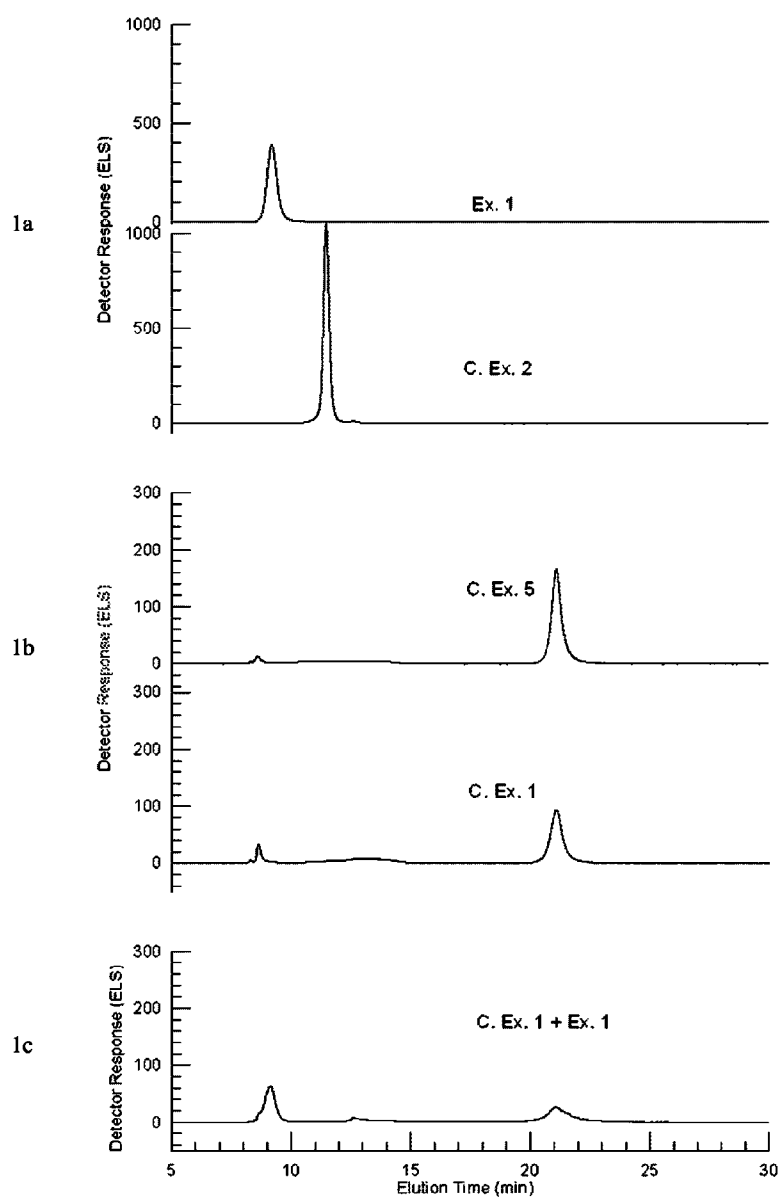 1a
Detector Response (ELS)
1000
500
0
Ex. 1
1000
500
0
C. Ex. 2
1b
Detector Response (ELS)
300
200
100
0
C. Ex. 5
300
200
100
0
C. Ex. 1
1c
Detector Response (ELS)
300
200
100
0
C. Ex. 1 + Ex. 1
5 10 15 20 25 30
Elution Time (min)